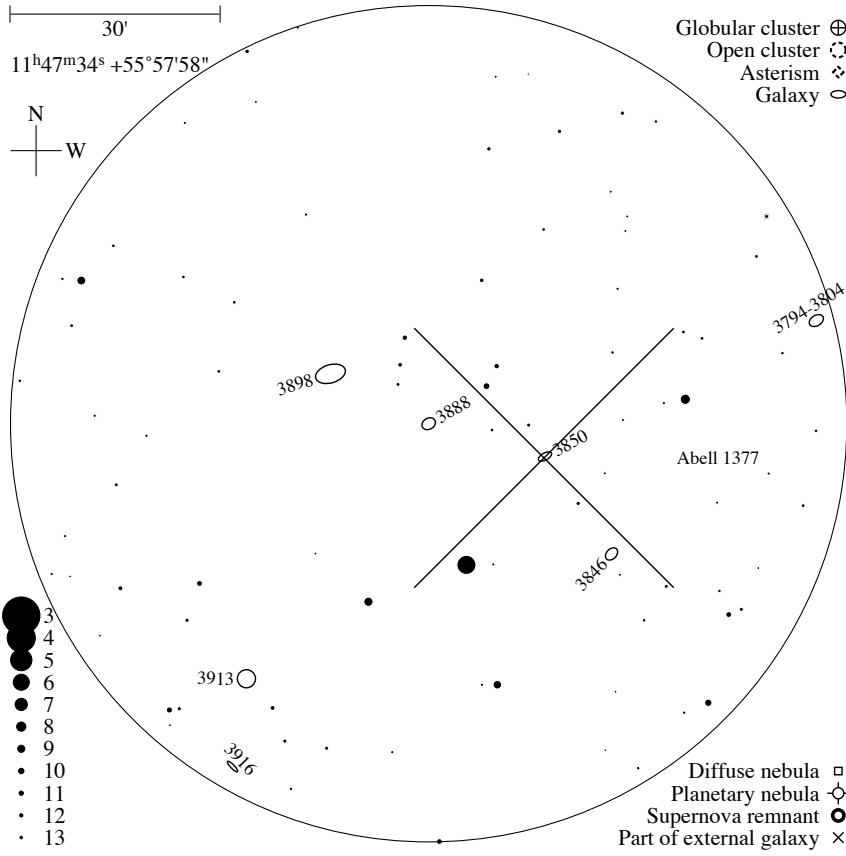 30'
11h47m34s +55°57'58"
N
W
Globular cluster
Open cluster
Asterism
Galaxy
3794-3804
3898
3888
3850
Abell 1377
3846
3
4
5
6
7
8
9
10
11
12
13
3913
3916
Diffuse nebula
Planetary nebula
Supernova remnant
Part of external galaxy